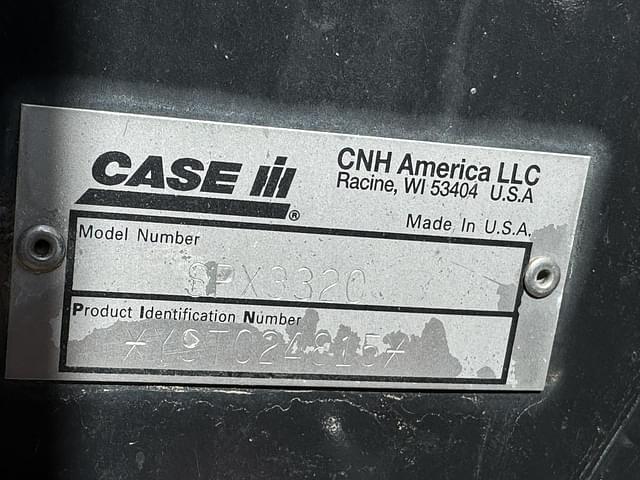 CASE IH®
CNH America LLC
Racine, WI 53404 U.S.A
Made In U.S.A.
Model Number
SPX3320
Product Identification Number